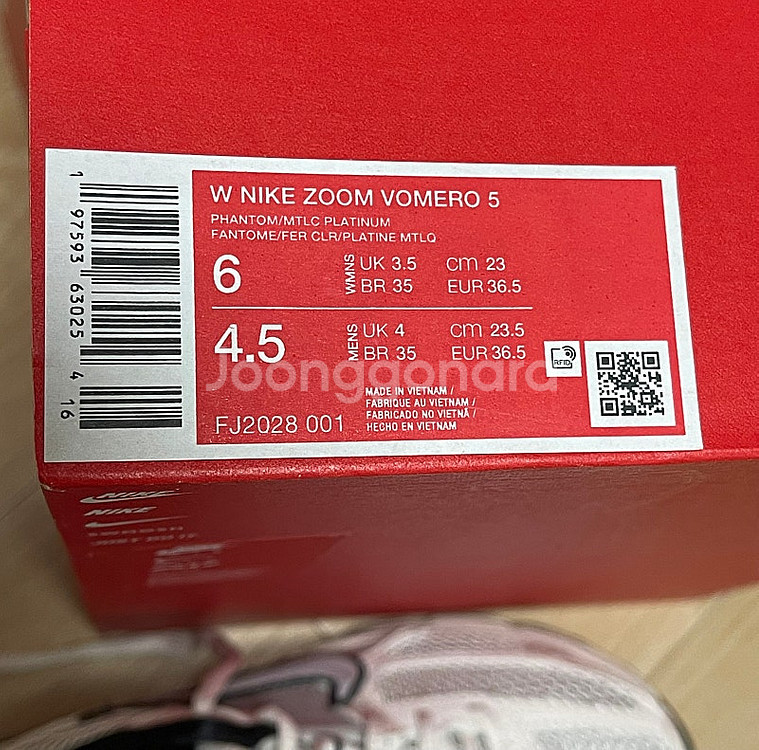 W NIKE ZOOM VOMERO 5
PHANTOM/MTLC PLATINUM
FANTOME/FER CLR/PLATINE MTLQ
6
WMNS
UK 3.5 CM 23
BR 35 EUR 36.5
4.5
MENS
UK 4 CM 23.5
BR 35 EUR 36.5
RFID
Joongaonara
MADE IN VIETNAM /
FABRIQUE AU VIETNAM /
FABRICADO NO VIETNÃ /
HECHO EN VIETNAM
FJ2028 001
1 97593 63025 4 16
NIKE
NIKE